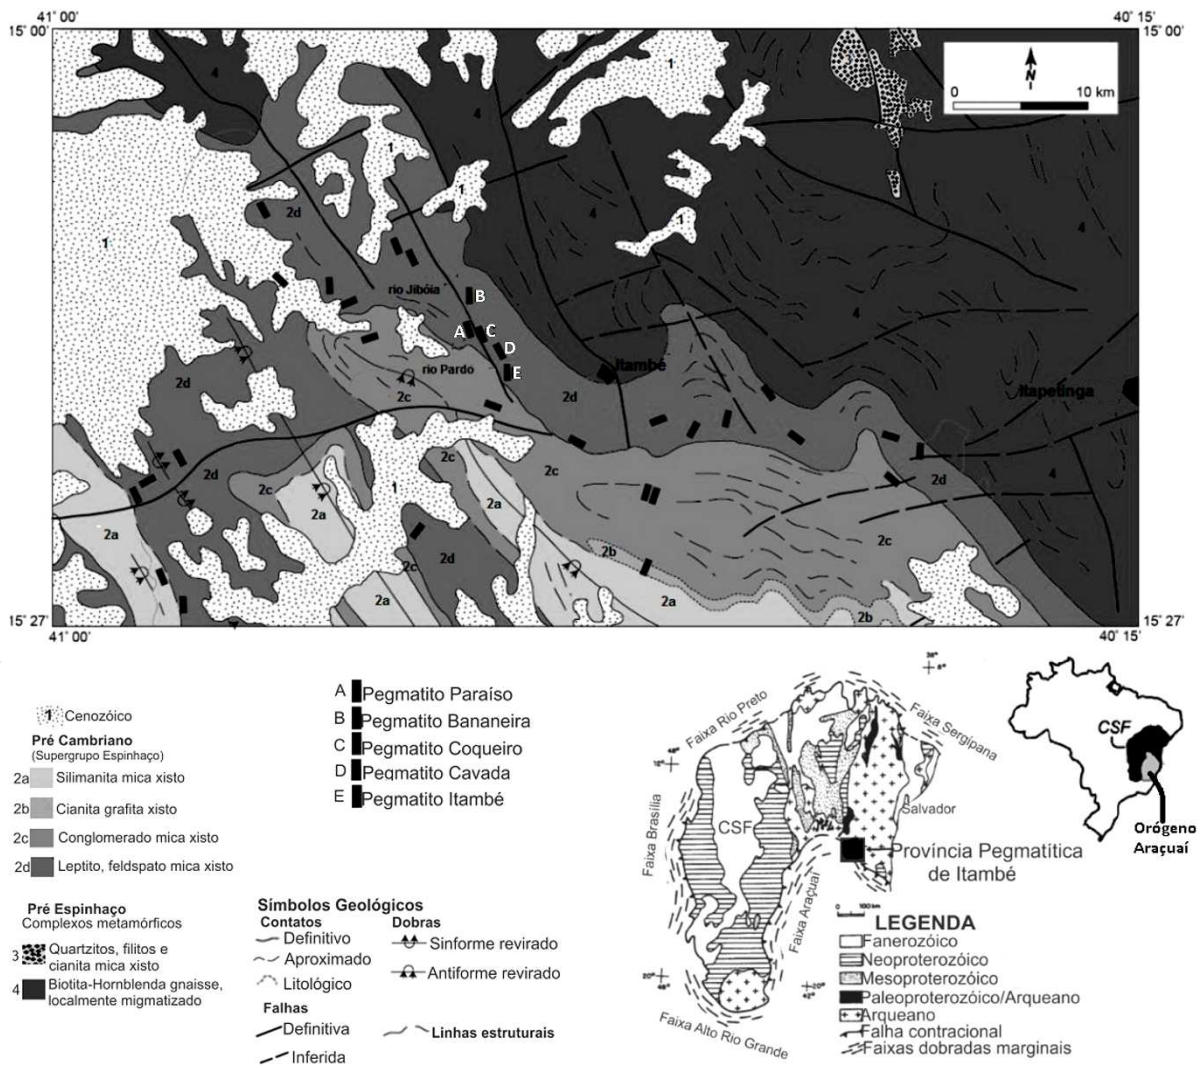 41° 00'
40° 15'
15° 00'
15° 00'
N
0 10 km
4
1
4
1
1
1
4
4
2d
1
rio Jibóia
B
A
C
D
E
4
rio Pardo
Itambé
Itapetinga
2d
2c
2d
2c
2d
2c
2c
2a
2a
1
2d
4
2a
2c
2b
2c
2d
2a
2a
2b
15° 27'
15° 27'
41° 00'
40° 15'
1 Cenozóico
Pré Cambriano
(Supergrupo Espinhaço)
2a Silimanita mica xisto
2b Cianita grafita xisto
2c Conglomerado mica xisto
2d Leptito, feldspato mica xisto
Pré Espinhaço
Complexos metamórficos
3 Quartzitos, filitos e
cianita mica xisto
4 Biotita-Hornblenda gnaisse,
localmente migmatizado
A Pegmatito Paraíso
B Pegmatito Bananeira
C Pegmatito Coqueiro
D Pegmatito Cavada
E Pegmatito Itambé
Símbolos Geológicos
Contatos
Definitivo
Aproximado
Litológico
Falhas
Definitiva
Inferida
Dobras
Sinforme revirado
Antiforme revirado
Linhas estruturais
Faixa Rio Preto
Faixa Sergipana
Faixa Brasília
CSF
Salvador
Província Pegmatítica
de Itambé
Faixa Araçuaí
Faixa Alto Rio Grande
0 100 km
LEGENDA
Fanerozóico
Neoproterozóico
Mesoproterozóico
Paleoproterozóico/Arqueano
Arqueano
Falha contracional
Faixas dobradas marginais
CSF
Orógeno
Araçuaí